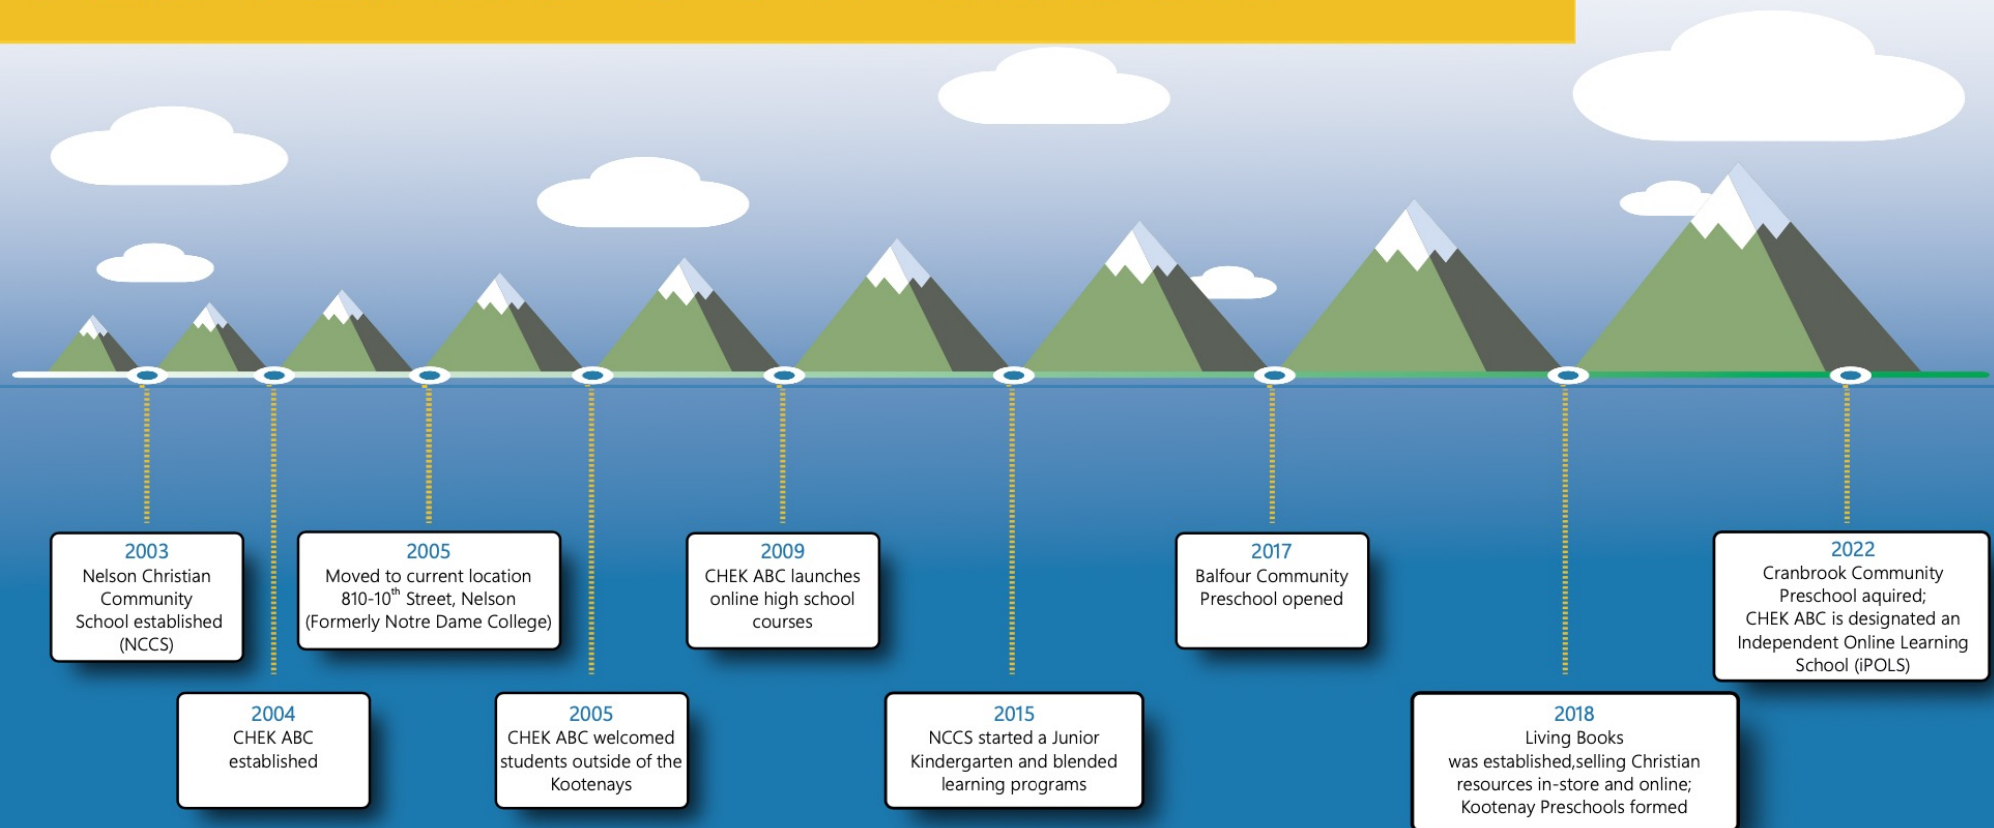 2003
Nelson Christian
Community
School established
(NCCS)
2004
CHEK ABC
established
2005
Moved to current location
810-10th Street, Nelson
(Formerly Notre Dame College)
2005
CHEK ABC welcomed
students outside of the
Kootenays
2009
CHEK ABC launches
online high school
courses
2015
NCCS started a Junior
Kindergarten and blended
learning programs
2017
Balfour Community
Preschool opened
2018
Living Books
was established,selling Christian
resources in-store and online;
Kootenay Preschools formed
2022
Cranbrook Community
Preschool aquired;
CHEK ABC is designated an
Independent Online Learning
School (iPOLS)